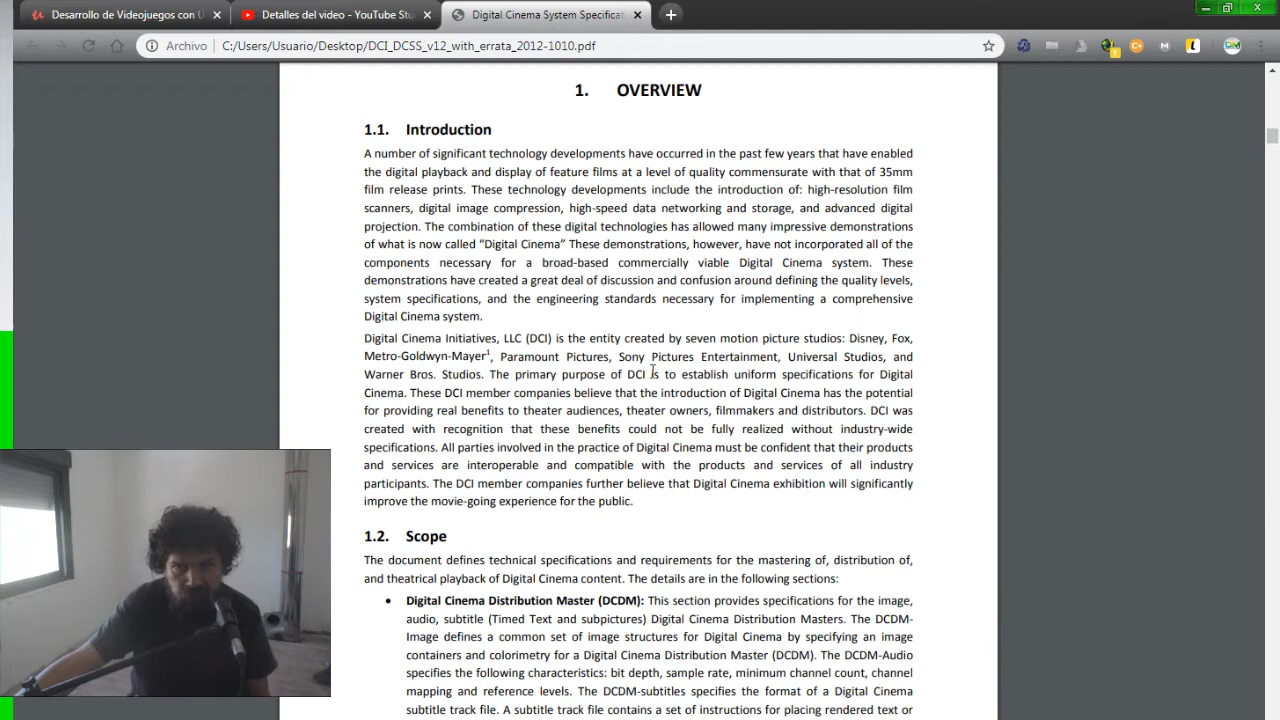 Desarrollo de Videojuegos con U
Detalles del video - YouTube Stu
Digital Cinema System Specificat
Archivo
C:/Users/Usuario/Desktop/DCI_DCSS_v12_with_errata_2012-1010.pdf
1. OVERVIEW
1.1. Introduction
A number of significant technology developments have occurred in the past few years that have enabled
the digital playback and display of feature films at a level of quality commensurate with that of 35mm
film release prints. These technology developments include the introduction of: high-resolution film
scanners, digital image compression, high-speed data networking and storage, and advanced digital
projection. The combination of these digital technologies has allowed many impressive demonstrations
of what is now called “Digital Cinema” These demonstrations, however, have not incorporated all of the
components necessary for a broad-based commercially viable Digital Cinema system. These
demonstrations have created a great deal of discussion and confusion around defining the quality levels,
system specifications, and the engineering standards necessary for implementing a comprehensive
Digital Cinema system.
Digital Cinema Initiatives, LLC (DCI) is the entity created by seven motion picture studios: Disney, Fox,
Metro-Goldwyn-Mayer1, Paramount Pictures, Sony Pictures Entertainment, Universal Studios, and
Warner Bros. Studios. The primary purpose of DCI is to establish uniform specifications for Digital
Cinema. These DCI member companies believe that the introduction of Digital Cinema has the potential
for providing real benefits to theater audiences, theater owners, filmmakers and distributors. DCI was
created with recognition that these benefits could not be fully realized without industry-wide
specifications. All parties involved in the practice of Digital Cinema must be confident that their products
and services are interoperable and compatible with the products and services of all industry
participants. The DCI member companies further believe that Digital Cinema exhibition will significantly
improve the movie-going experience for the public.
1.2. Scope
The document defines technical specifications and requirements for the mastering of, distribution of,
and theatrical playback of Digital Cinema content. The details are in the following sections:
• Digital Cinema Distribution Master (DCDM): This section provides specifications for the image,
audio, subtitle (Timed Text and subpictures) Digital Cinema Distribution Masters. The DCDM-
Image defines a common set of image structures for Digital Cinema by specifying an image
containers and colorimetry for a Digital Cinema Distribution Master (DCDM). The DCDM-Audio
specifies the following characteristics: bit depth, sample rate, minimum channel count, channel
mapping and reference levels. The DCDM-subtitles specifies the format of a Digital Cinema
subtitle track file. A subtitle track file contains a set of instructions for placing rendered text or